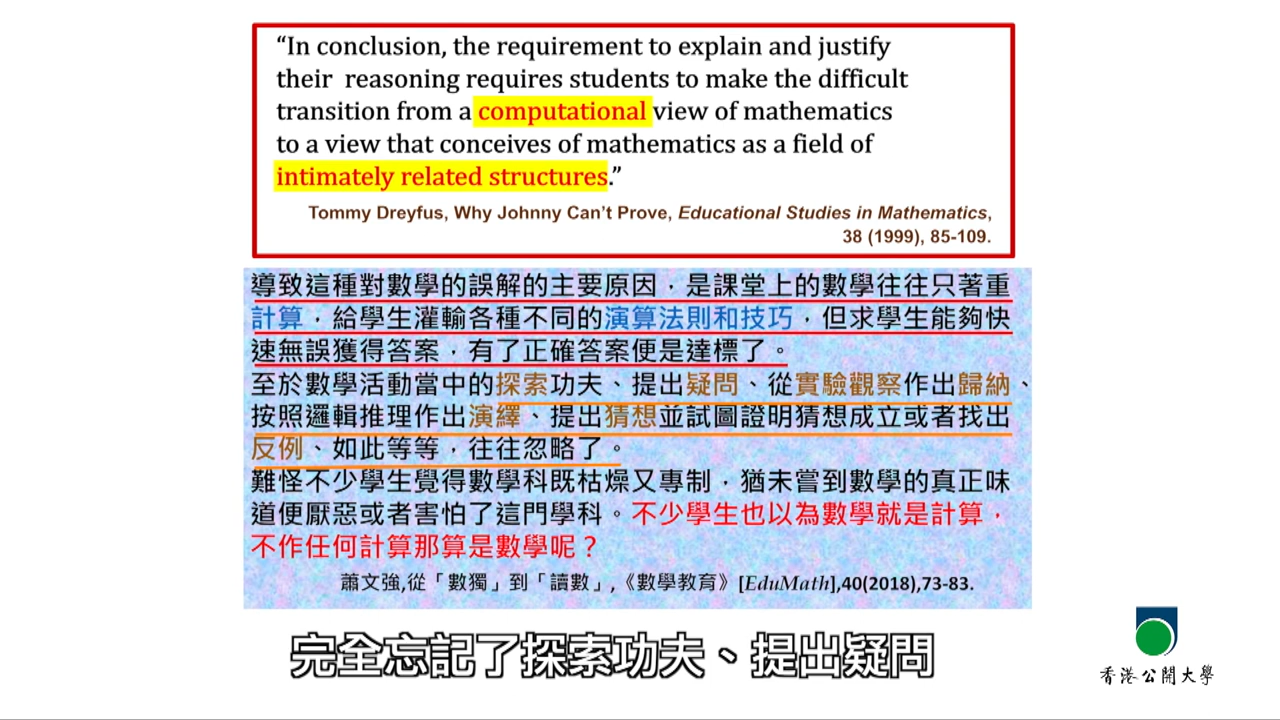 “In conclusion, the requirement to explain and justify
their reasoning requires students to make the difficult
transition from a computational view of mathematics
to a view that conceives of mathematics as a field of
intimately related structures.”
Tommy Dreyfus, Why Johnny Can’t Prove, Educational Studies in Mathematics,
38 (1999), 85-109.
導致這種對數學的誤解的主要原因，是課堂上的數學往往只著重
計算，給學生灌輸各種不同的演算法則和技巧，但求學生能夠快
速無誤獲得答案，有了正確答案便是達標了。
至於數學活動當中的探索功夫、提出疑問、從實驗觀察作出歸納、
按照邏輯推理作出演繹、提出猜想並試圖證明猜想成立或者找出
反例、如此等等，往往忽略了。
難怪不少學生覺得數學科既枯燥又專制，猶未嘗到數學的真正味
道便厭惡或者害怕了這門學科。不少學生也以為數學就是計算，
不作任何計算那算是數學呢？
蕭文強,從「數獨」到「讀數」,《數學教育》[EduMath],40(2018),73-83.
完全忘記了探索功夫、提出疑問
香港公開大學